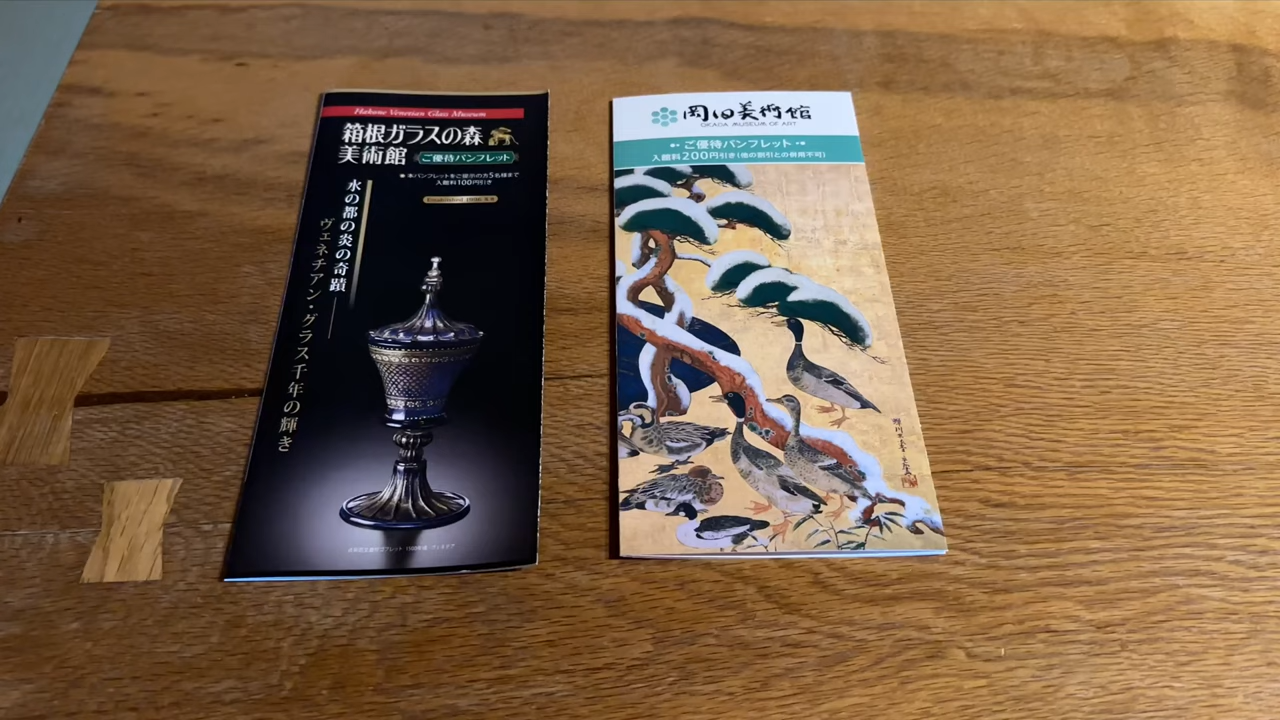 Hakone Venetian Glass Museum
箱根ガラスの森
美術館
ご優待パンフレット
本パンフレットをご提示の方5名様まで
入館料100円引き
Established 1996
水の都の炎の奇蹟
ヴェネチアン・グラス千年の輝き
岡田美術館
OKADA MUSEUM OF ART
ご優待パンフレット
入館料200円引き(他の割引との併用不可)